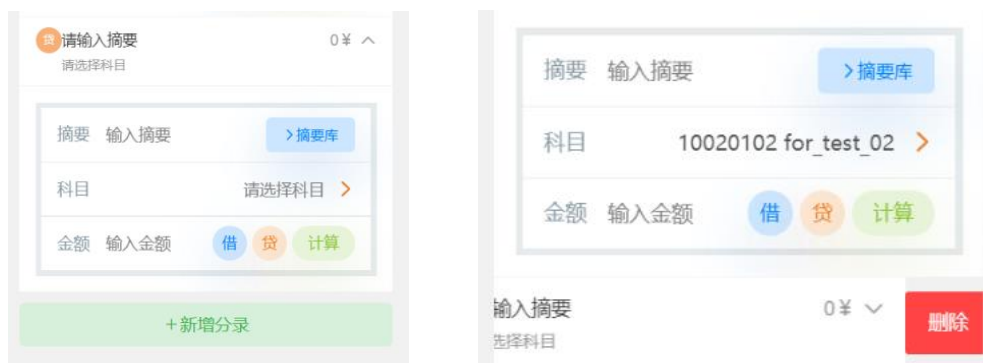 贷 请输入摘要 0¥
请选择科目
摘要 输入摘要 >摘要库
科目 请选择科目 >
金额 输入金额 借 贷 计算
+新增分录
摘要 输入摘要 >摘要库
科目 10020102 for_test_02 >
金额 输入金额 借 贷 计算
输入摘要 0¥ 删除
选择科目